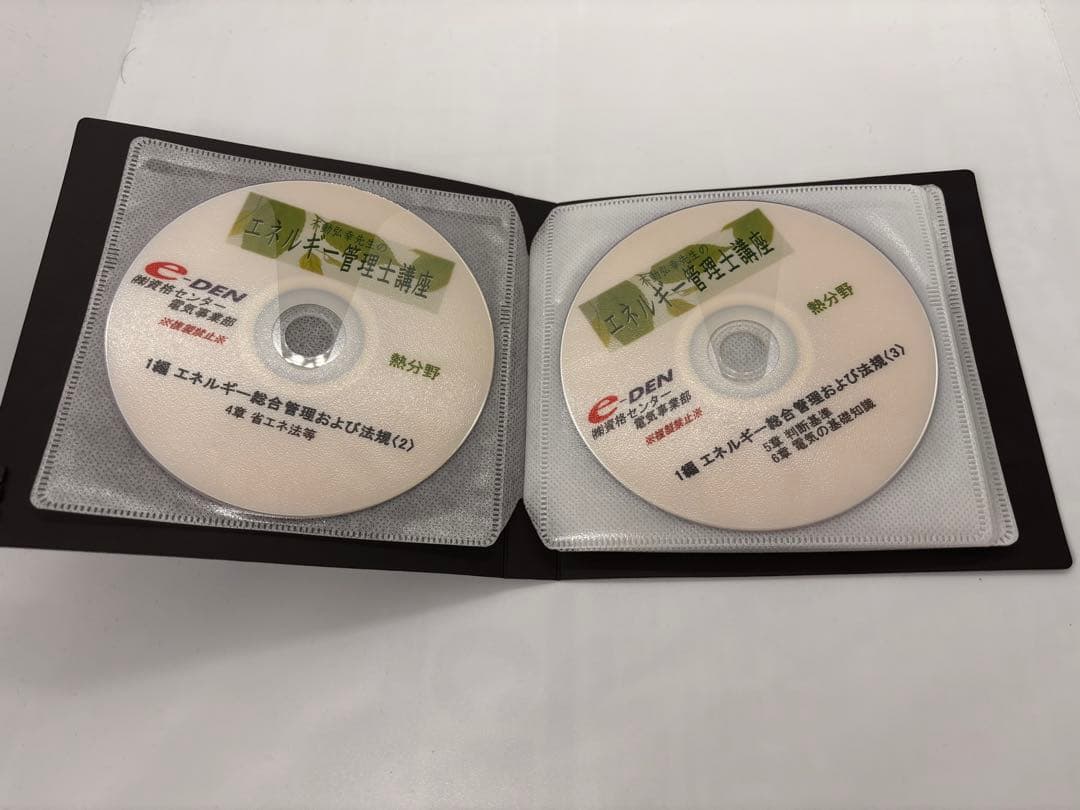 不動弘幸先生の
エネルギー管理士講座
e-DEN
㈱資格センター
電気事業部
※複製禁止※
熱分野
1編 エネルギー総合管理および法規〈2〉
4章 省エネ法等
不動弘幸先生の
エネルギー管理士講座
熱分野
e-DEN
㈱資格センター
電気事業部
※複製禁止※
1編 エネルギー総合管理および法規〈3〉
5章 判断基準
6章 電気の基礎知識